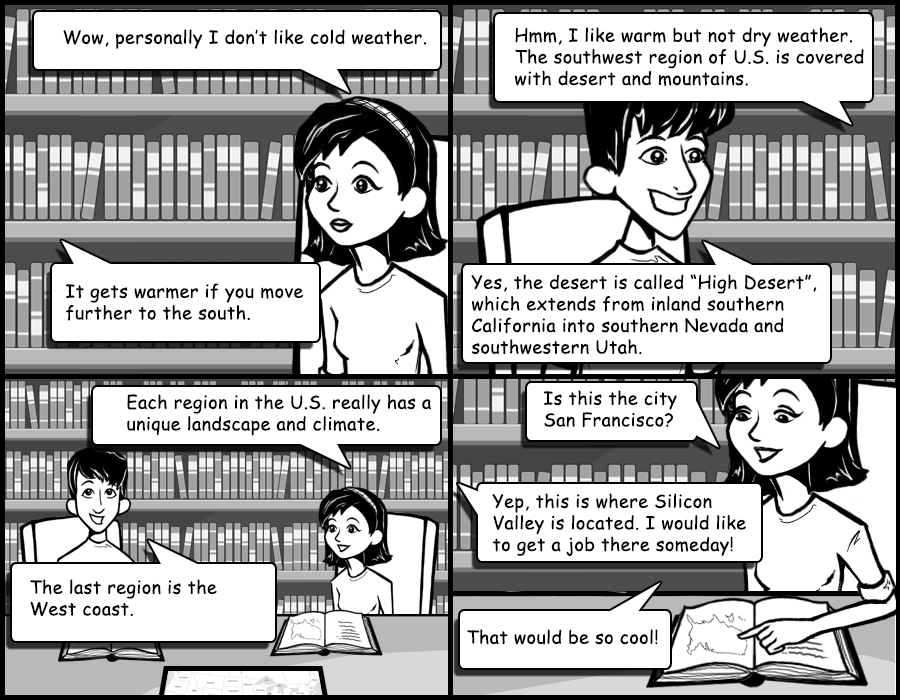 Wow, personally I don't like cold weather.
It gets warmer if you move
further to the south.
Hmm, I like warm but not dry weather.
The southwest region of U.S. is covered
with desert and mountains.
Yes, the desert is called “High Desert”,
which extends from inland southern
California into southern Nevada and
southwestern Utah.
Each region in the U.S. really has a
unique landscape and climate.
The last region is the
West coast.
Is this the city
San Francisco?
Yep, this is where Silicon
Valley is located. I would like
to get a job there someday!
That would be so cool!